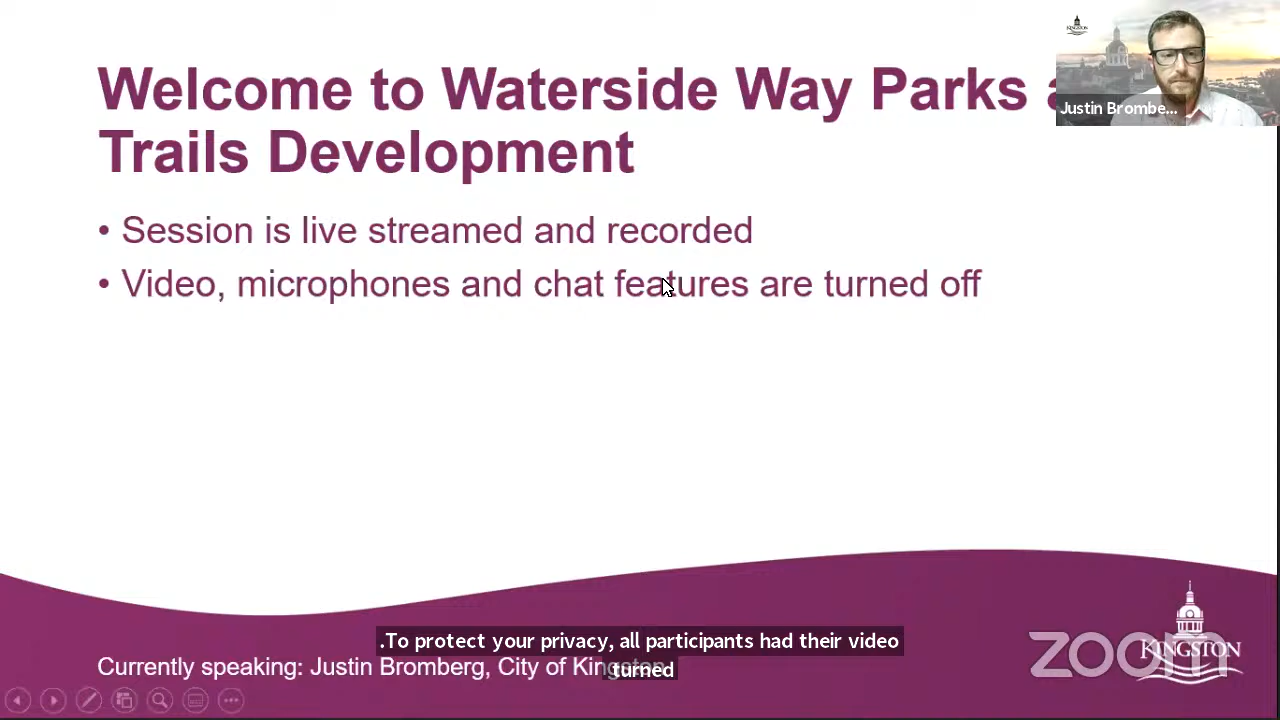 Welcome to Waterside Way Parks a
Trails Development
• Session is live streamed and recorded
• Video, microphones and chat features are turned off
Justin Brombe...
.To protect your privacy, all participants had their video
turned
Currently speaking: Justin Bromberg, City of Kingston
zoom
KINGSTON
KINGSTON